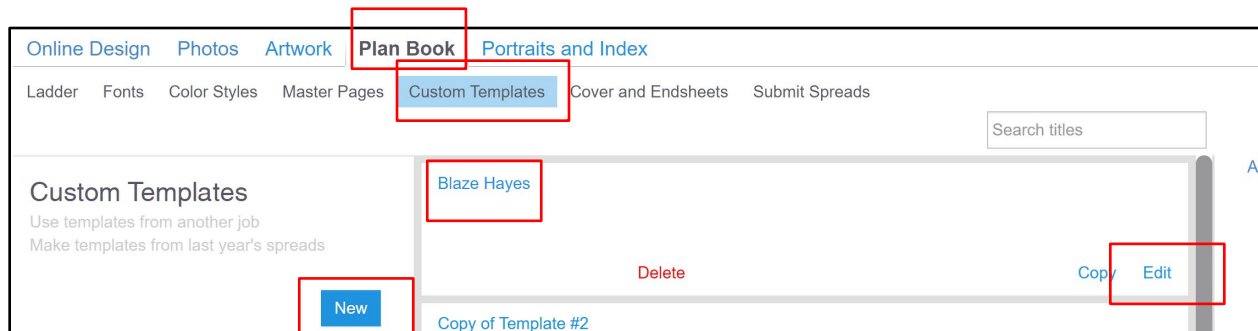 Online Design Photos Artwork Plan Book Portraits and Index
Ladder Fonts Color Styles Master Pages Custom Templates Cover and Endsheets Submit Spreads
Search titles
Custom Templates
Use templates from another job
Make templates from last year's spreads
New
Blaze Hayes
Delete Copy Edit
Copy of Template #2
A